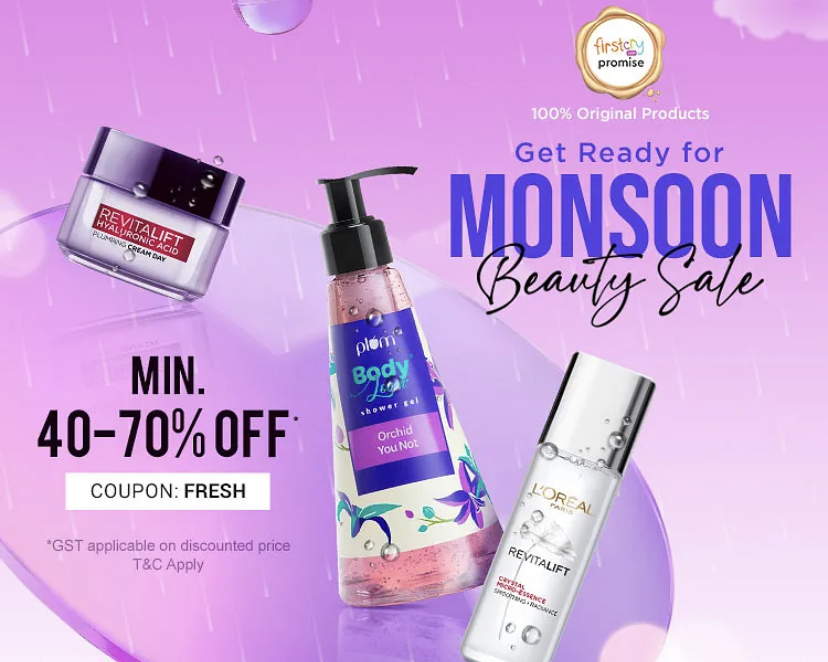 firstcry
promise
100% Original Products
Get Ready for
MONSOON
Beauty Sale
REVITALIFT
HYALURONIC ACID
PLUMPING CREAM DAY
MIN.
40-70% OFF*
COUPON: FRESH
*GST applicable on discounted price
T&C Apply
plum
Body
Lovin'
shower gel
Orchid
You Not
L'ORÉAL
PARIS
REVITALIFT
CRYSTAL
MICRO-ESSENCE
SMOOTHING + RADIANCE